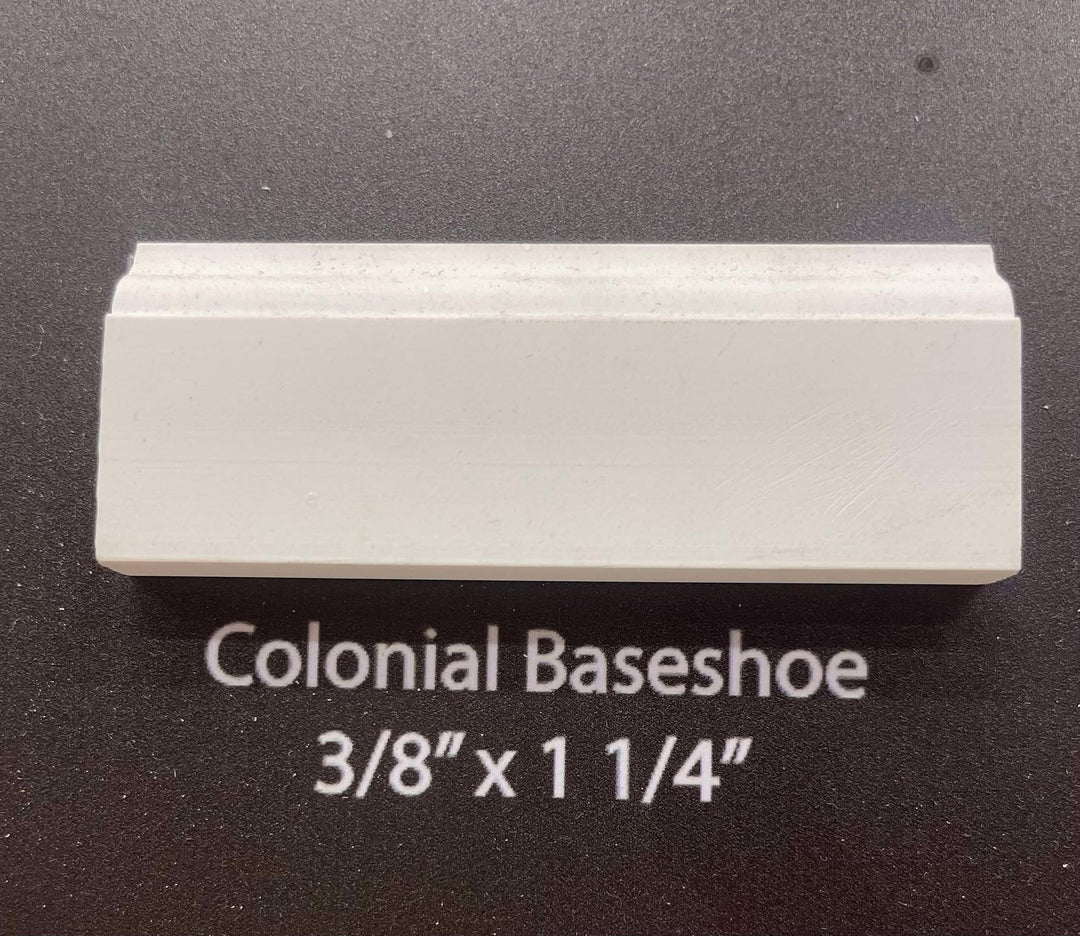 Colonial Baseshoe
3/8" x 1 1/4"